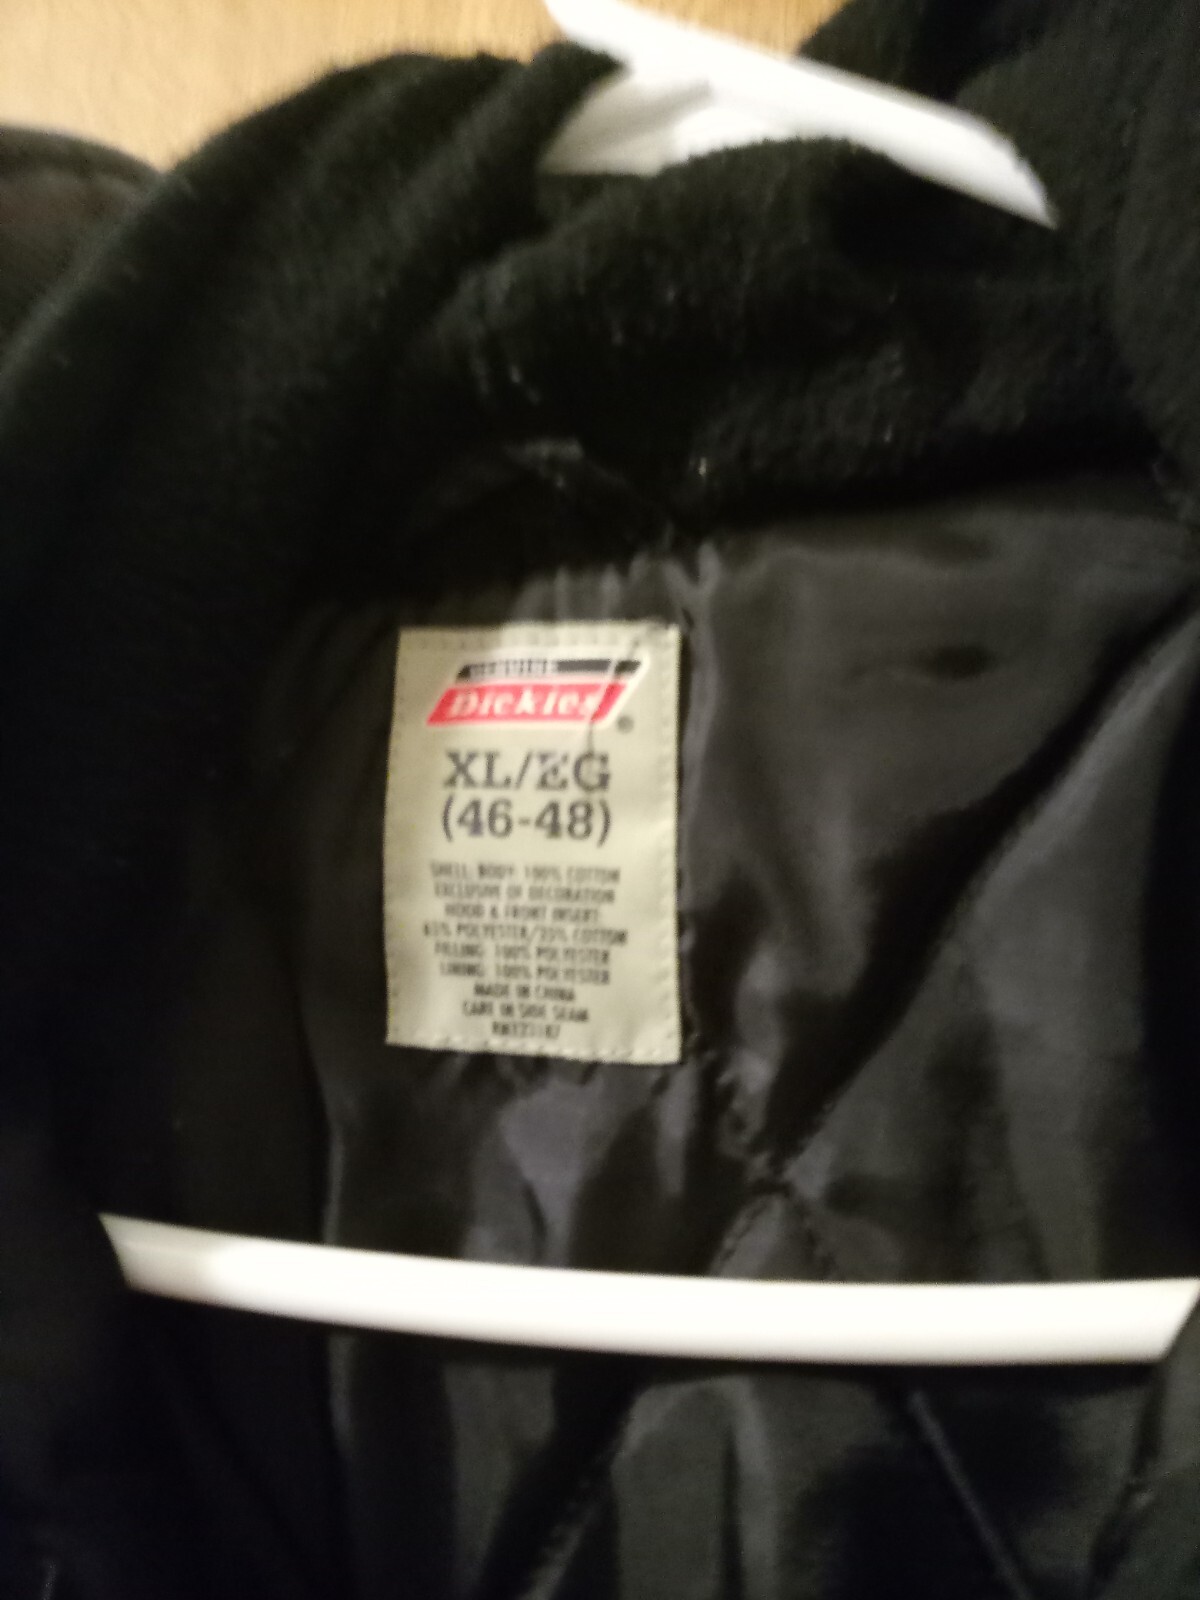 GENUINE
Dickies®
XL/EG
(46-48)
SHELL: BODY: 100% COTTON
EXCLUSIVE OF DECORATION
HOOD & FRONT INSERT:
POLYESTER/35% COTTON
FILLING: 100% POLYESTER
LINING: 100% POLYESTER
MADE IN CHINA
CARE IN SIDE SEAM